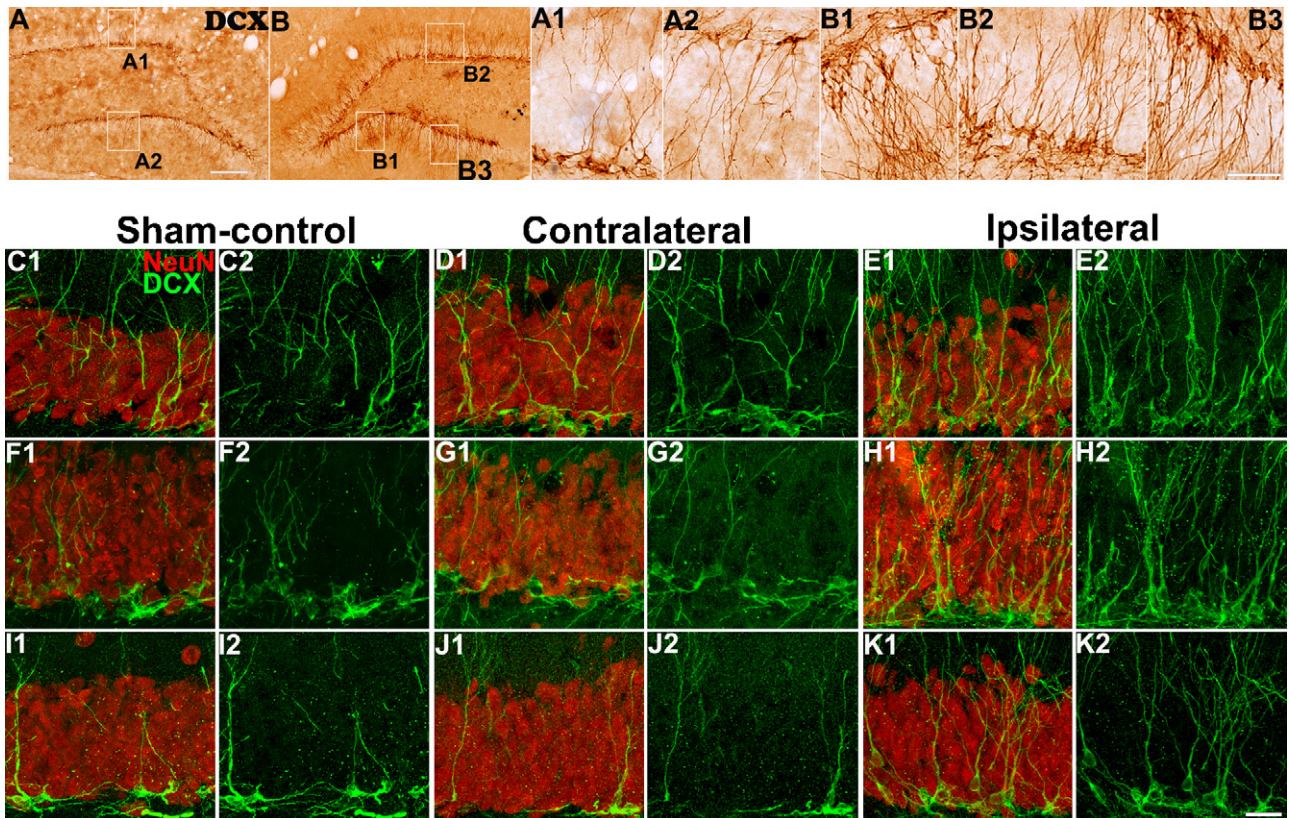 A DCX B A1 A2 B1 B2 B3
A1 B2
A2 B1 B3
Sham-control Contralateral Ipsilateral
C1 NeuN C2 D1 D2 E1 E2
DCX
F1 F2 G1 G2 H1 H2
I1 I2 J1 J2 K1 K2